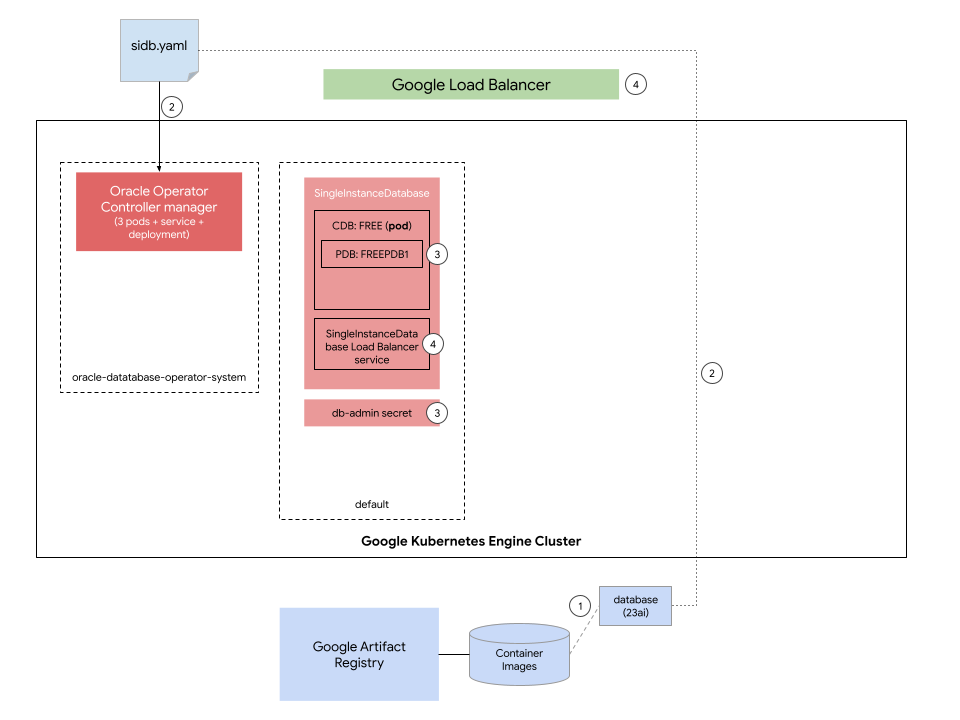 sidb.yaml
Google Load Balancer
4
2
Oracle Operator
Controller manager
(3 pods + service +
deployment)
oracle-datatabase-operator-system
SingleInstanceDatabase
CDB: FREE (pod)
PDB: FREEPDB1
3
SingleInstanceData
base Load Balancer
service
4
db-admin secret
3
default
2
Google Kubernetes Engine Cluster
Google Artifact
Registry
Container
Images
1
database
(23ai)